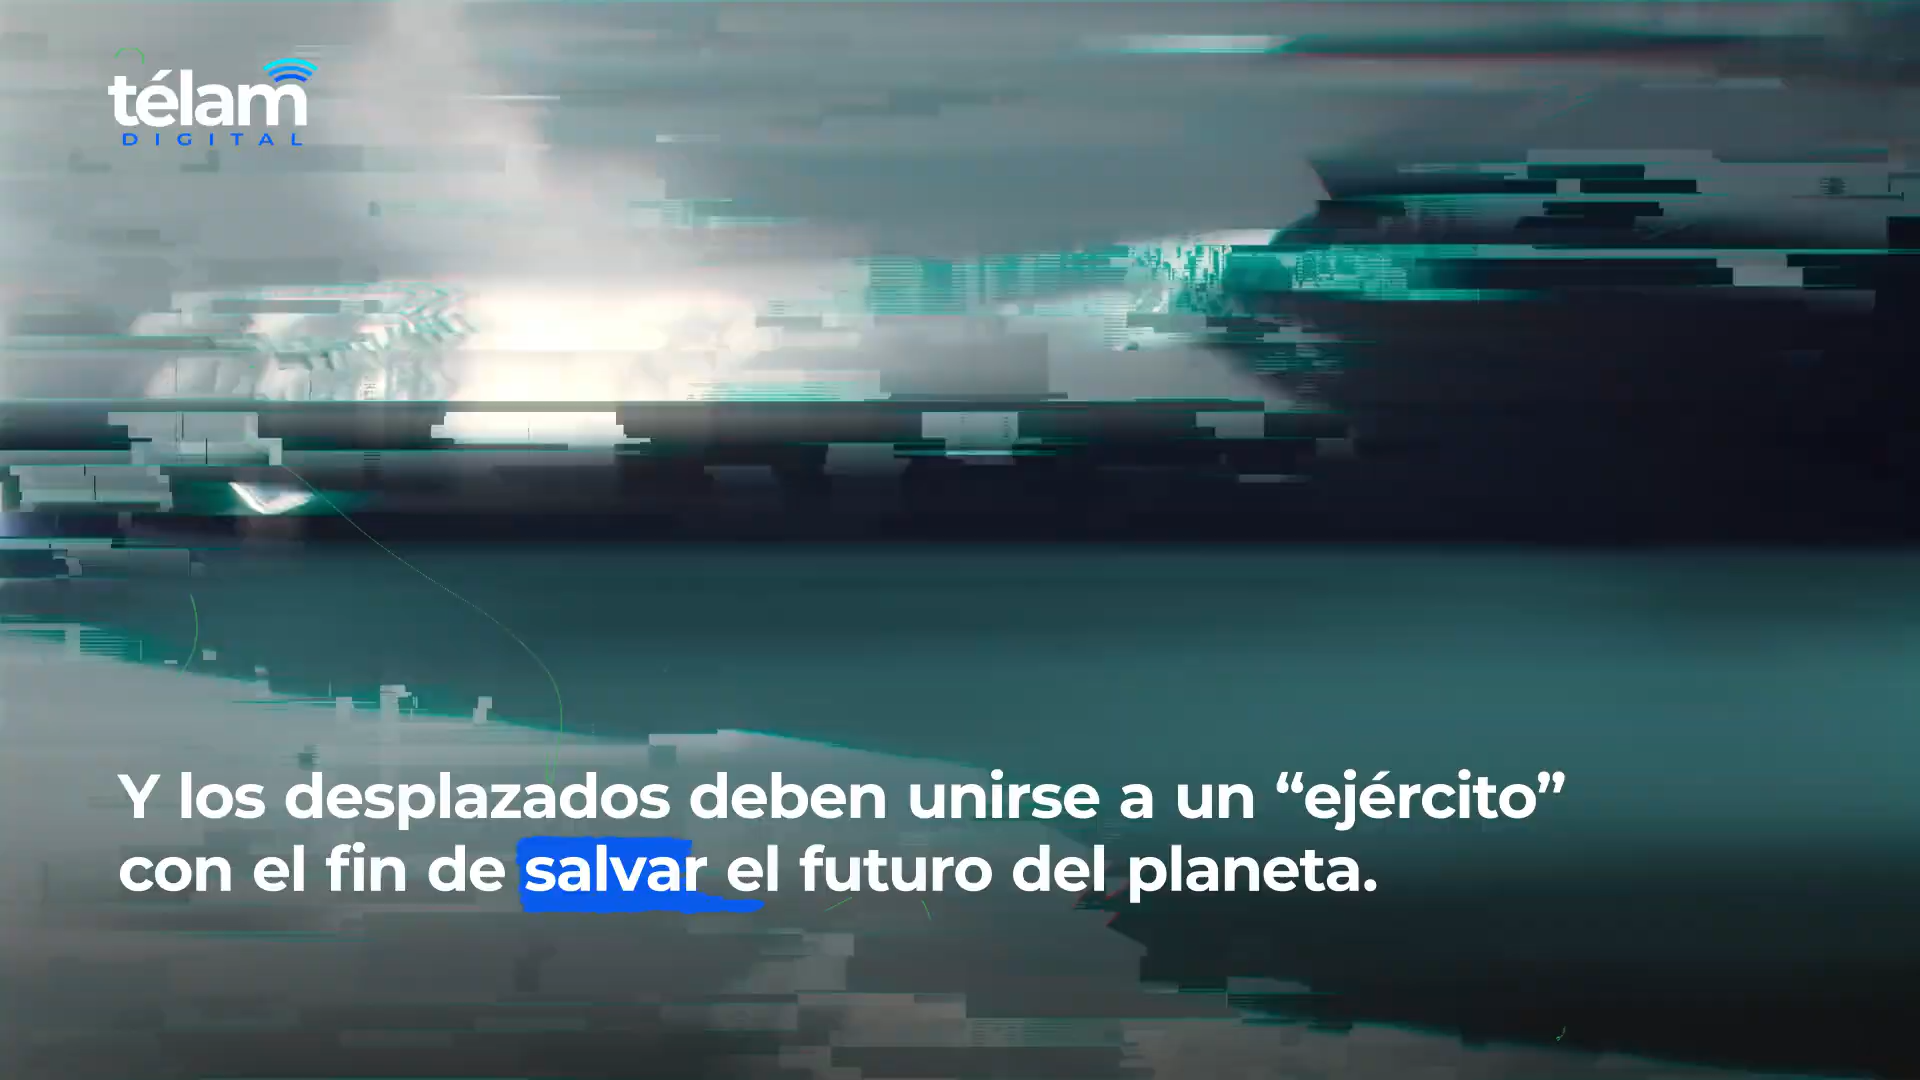 télam
DIGITAL
Y los desplazados deben unirse a un “ejército”
con el fin de salvar el futuro del planeta.